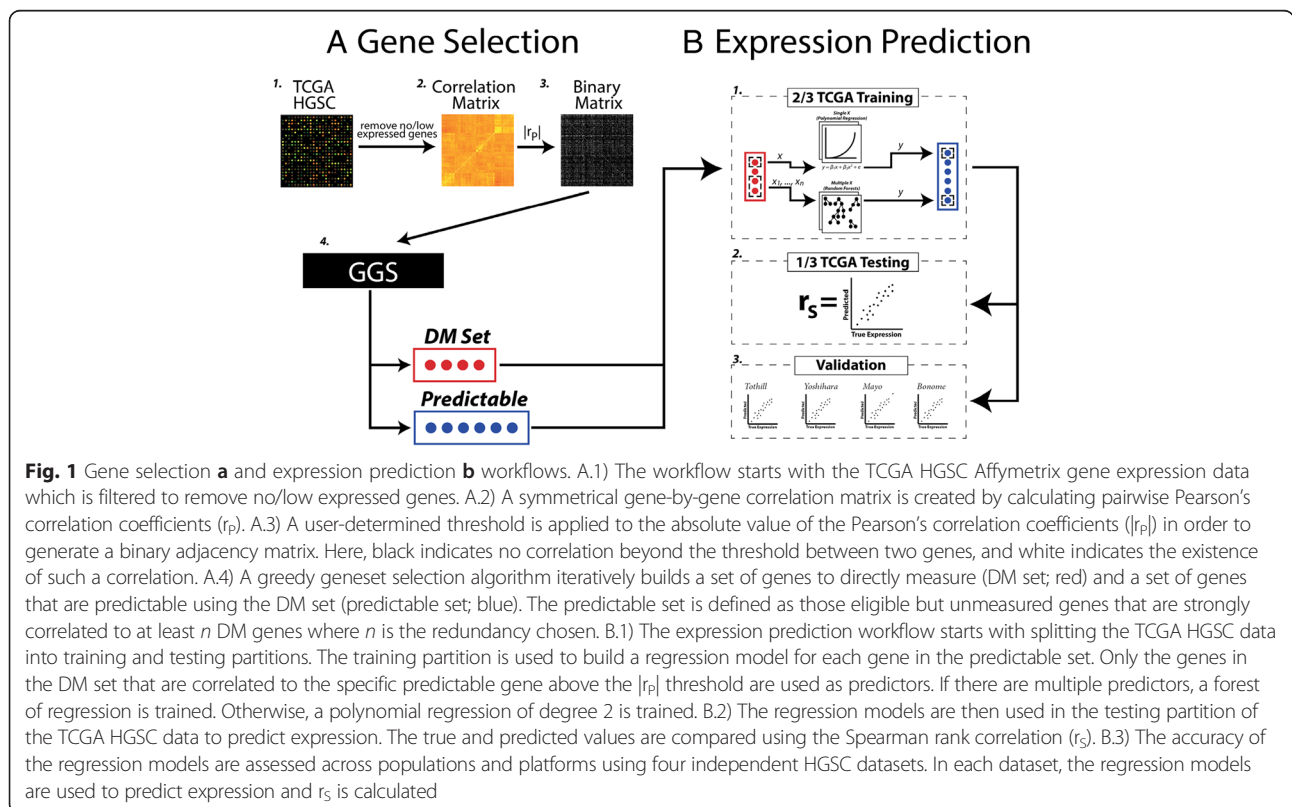 A Gene Selection
B Expression Prediction
1. TCGA
HGSC
remove no/low
expressed genes
2. Correlation
Matrix
|rP|
3. Binary
Matrix
4.
GGS
DM Set
Predictable
1.
2/3 TCGA Training
Single X
(Polynomial Regression)
x
y
x1, ..., xn
Multiple X
(Random Forests)
y
2.
1/3 TCGA Testing
rS=
Predicted
True Expression
3.
Validation
Tothill
Yoshihara
Mayo
Bonome
Predicted
True Expression
Predicted
True Expression
Predicted
True Expression
Predicted
True Expression
Fig. 1 Gene selection a and expression prediction b workflows. A.1) The workflow starts with the TCGA HGSC Affymetrix gene expression data
which is filtered to remove no/low expressed genes. A.2) A symmetrical gene-by-gene correlation matrix is created by calculating pairwise Pearson's
correlation coefficients (rP). A.3) A user-determined threshold is applied to the absolute value of the Pearson's correlation coefficients (|rP|) in order to
generate a binary adjacency matrix. Here, black indicates no correlation beyond the threshold between two genes, and white indicates the existence
of such a correlation. A.4) A greedy geneset selection algorithm iteratively builds a set of genes to directly measure (DM set; red) and a set of genes
that are predictable using the DM set (predictable set; blue). The predictable set is defined as those eligible but unmeasured genes that are strongly
correlated to at least n DM genes where n is the redundancy chosen. B.1) The expression prediction workflow starts with splitting the TCGA HGSC data
into training and testing partitions. The training partition is used to build a regression model for each gene in the predictable set. Only the genes in
the DM set that are correlated to the specific predictable gene above the |rP| threshold are used as predictors. If there are multiple predictors, a forest
of regression is trained. Otherwise, a polynomial regression of degree 2 is trained. B.2) The regression models are then used in the testing partition of
the TCGA HGSC data to predict expression. The true and predicted values are compared using the Spearman rank correlation (rS). B.3) The accuracy of
the regression models are assessed across populations and platforms using four independent HGSC datasets. In each dataset, the regression models
are used to predict expression and rS is calculated